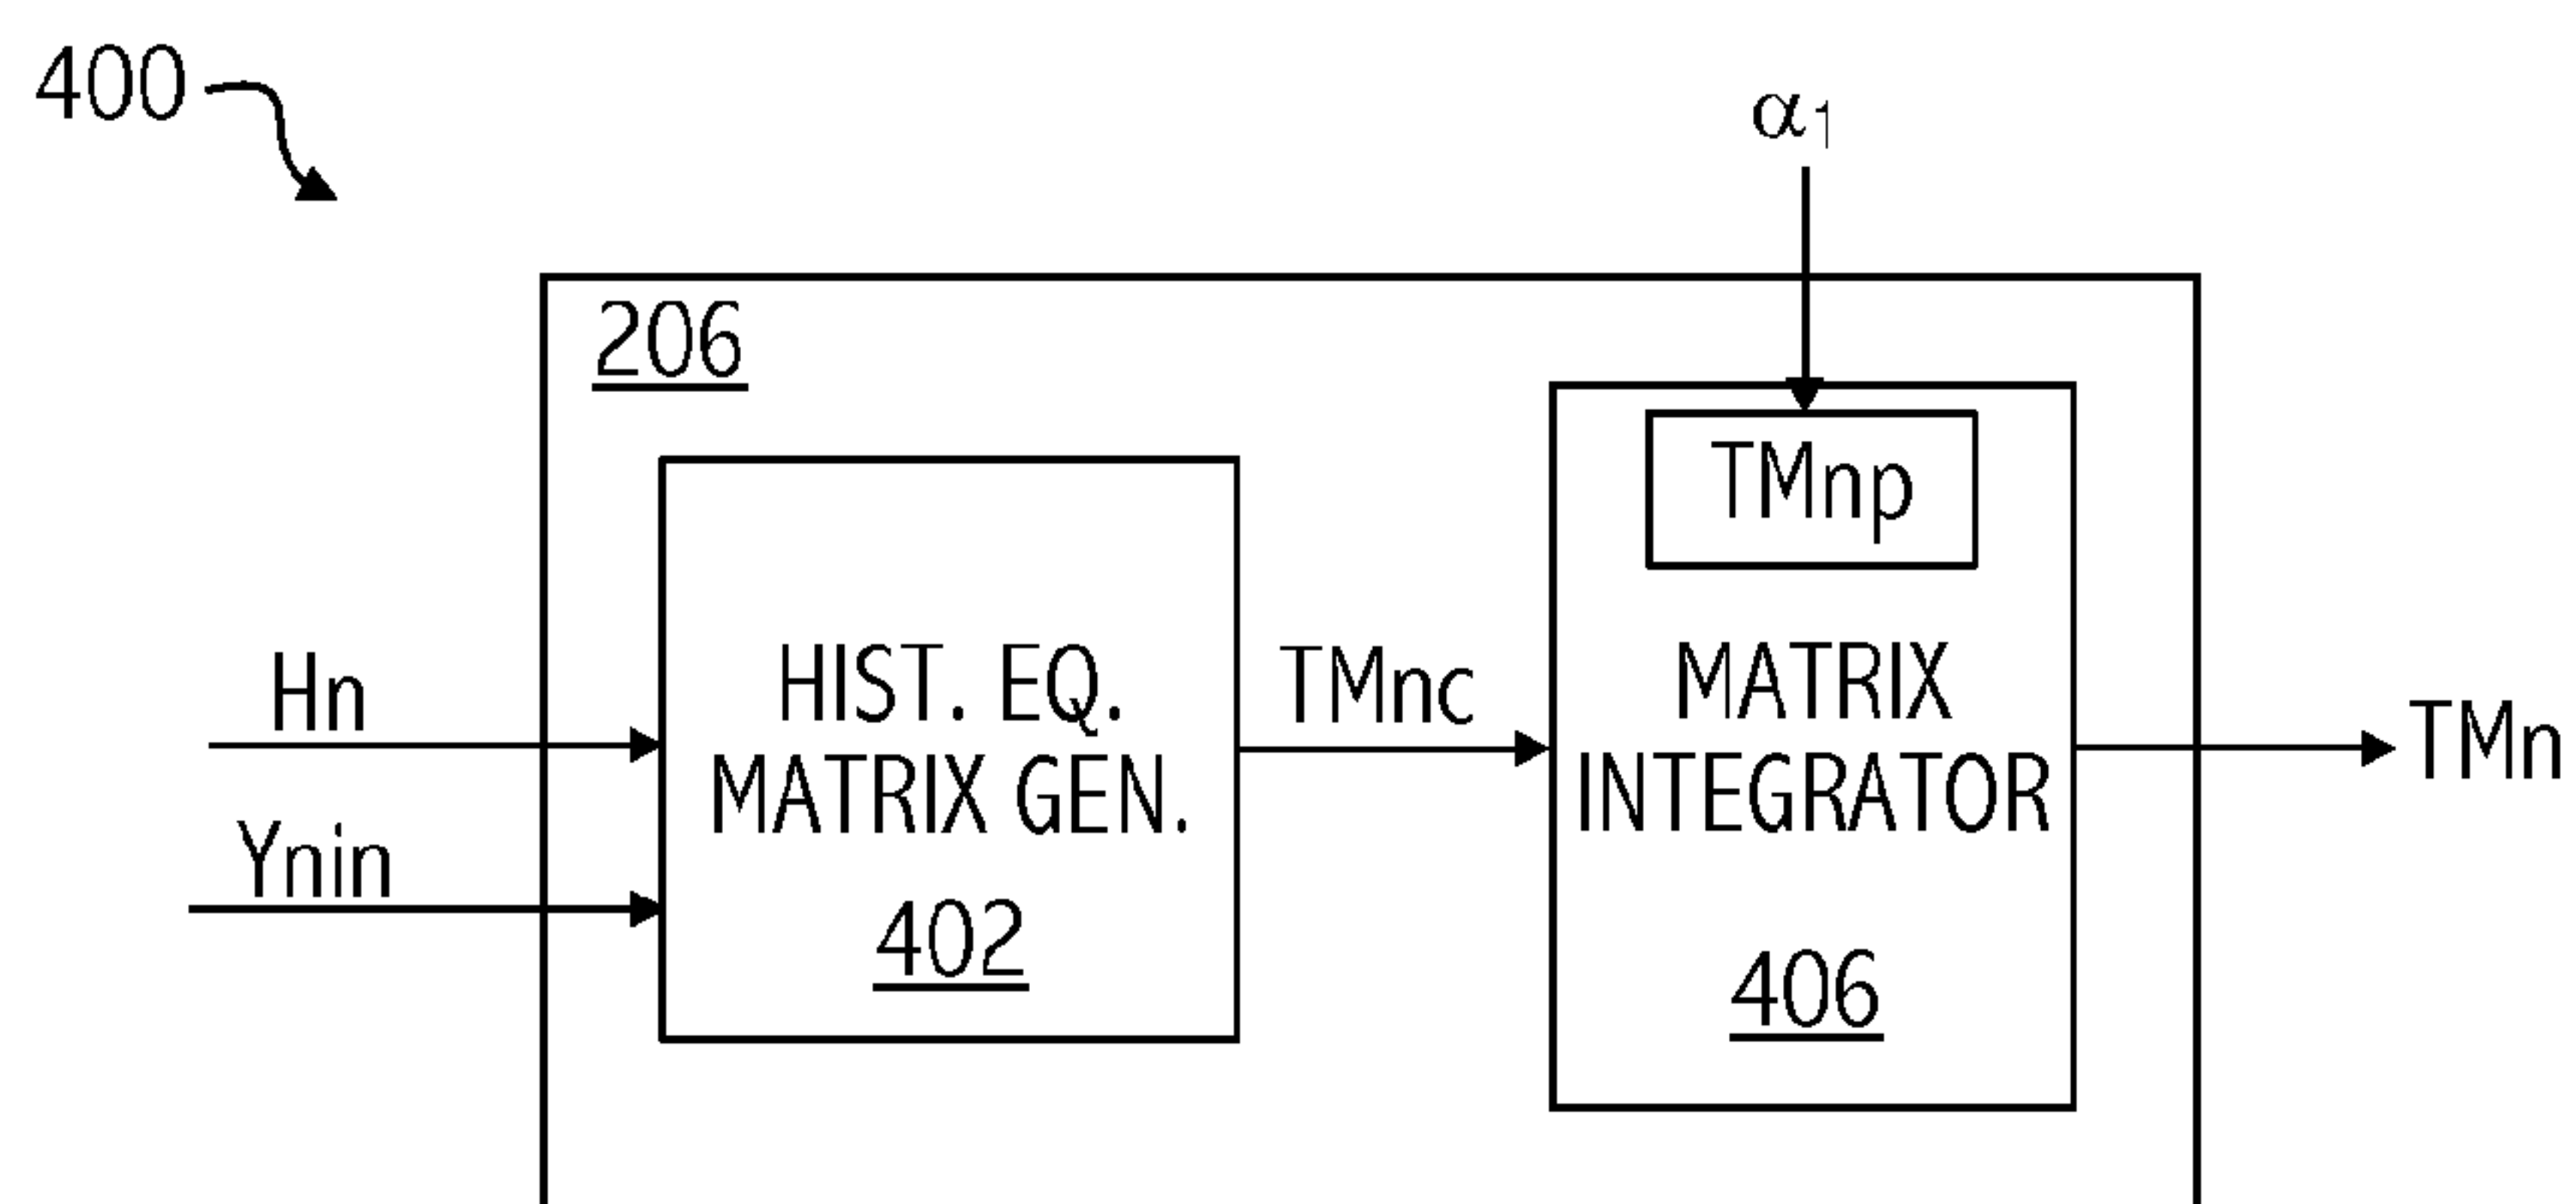 400
α1
206
TMnp
Hn
Ynin
HIST. EQ.
MATRIX GEN.
402
TMnc
MATRIX
INTEGRATOR
406
TMn